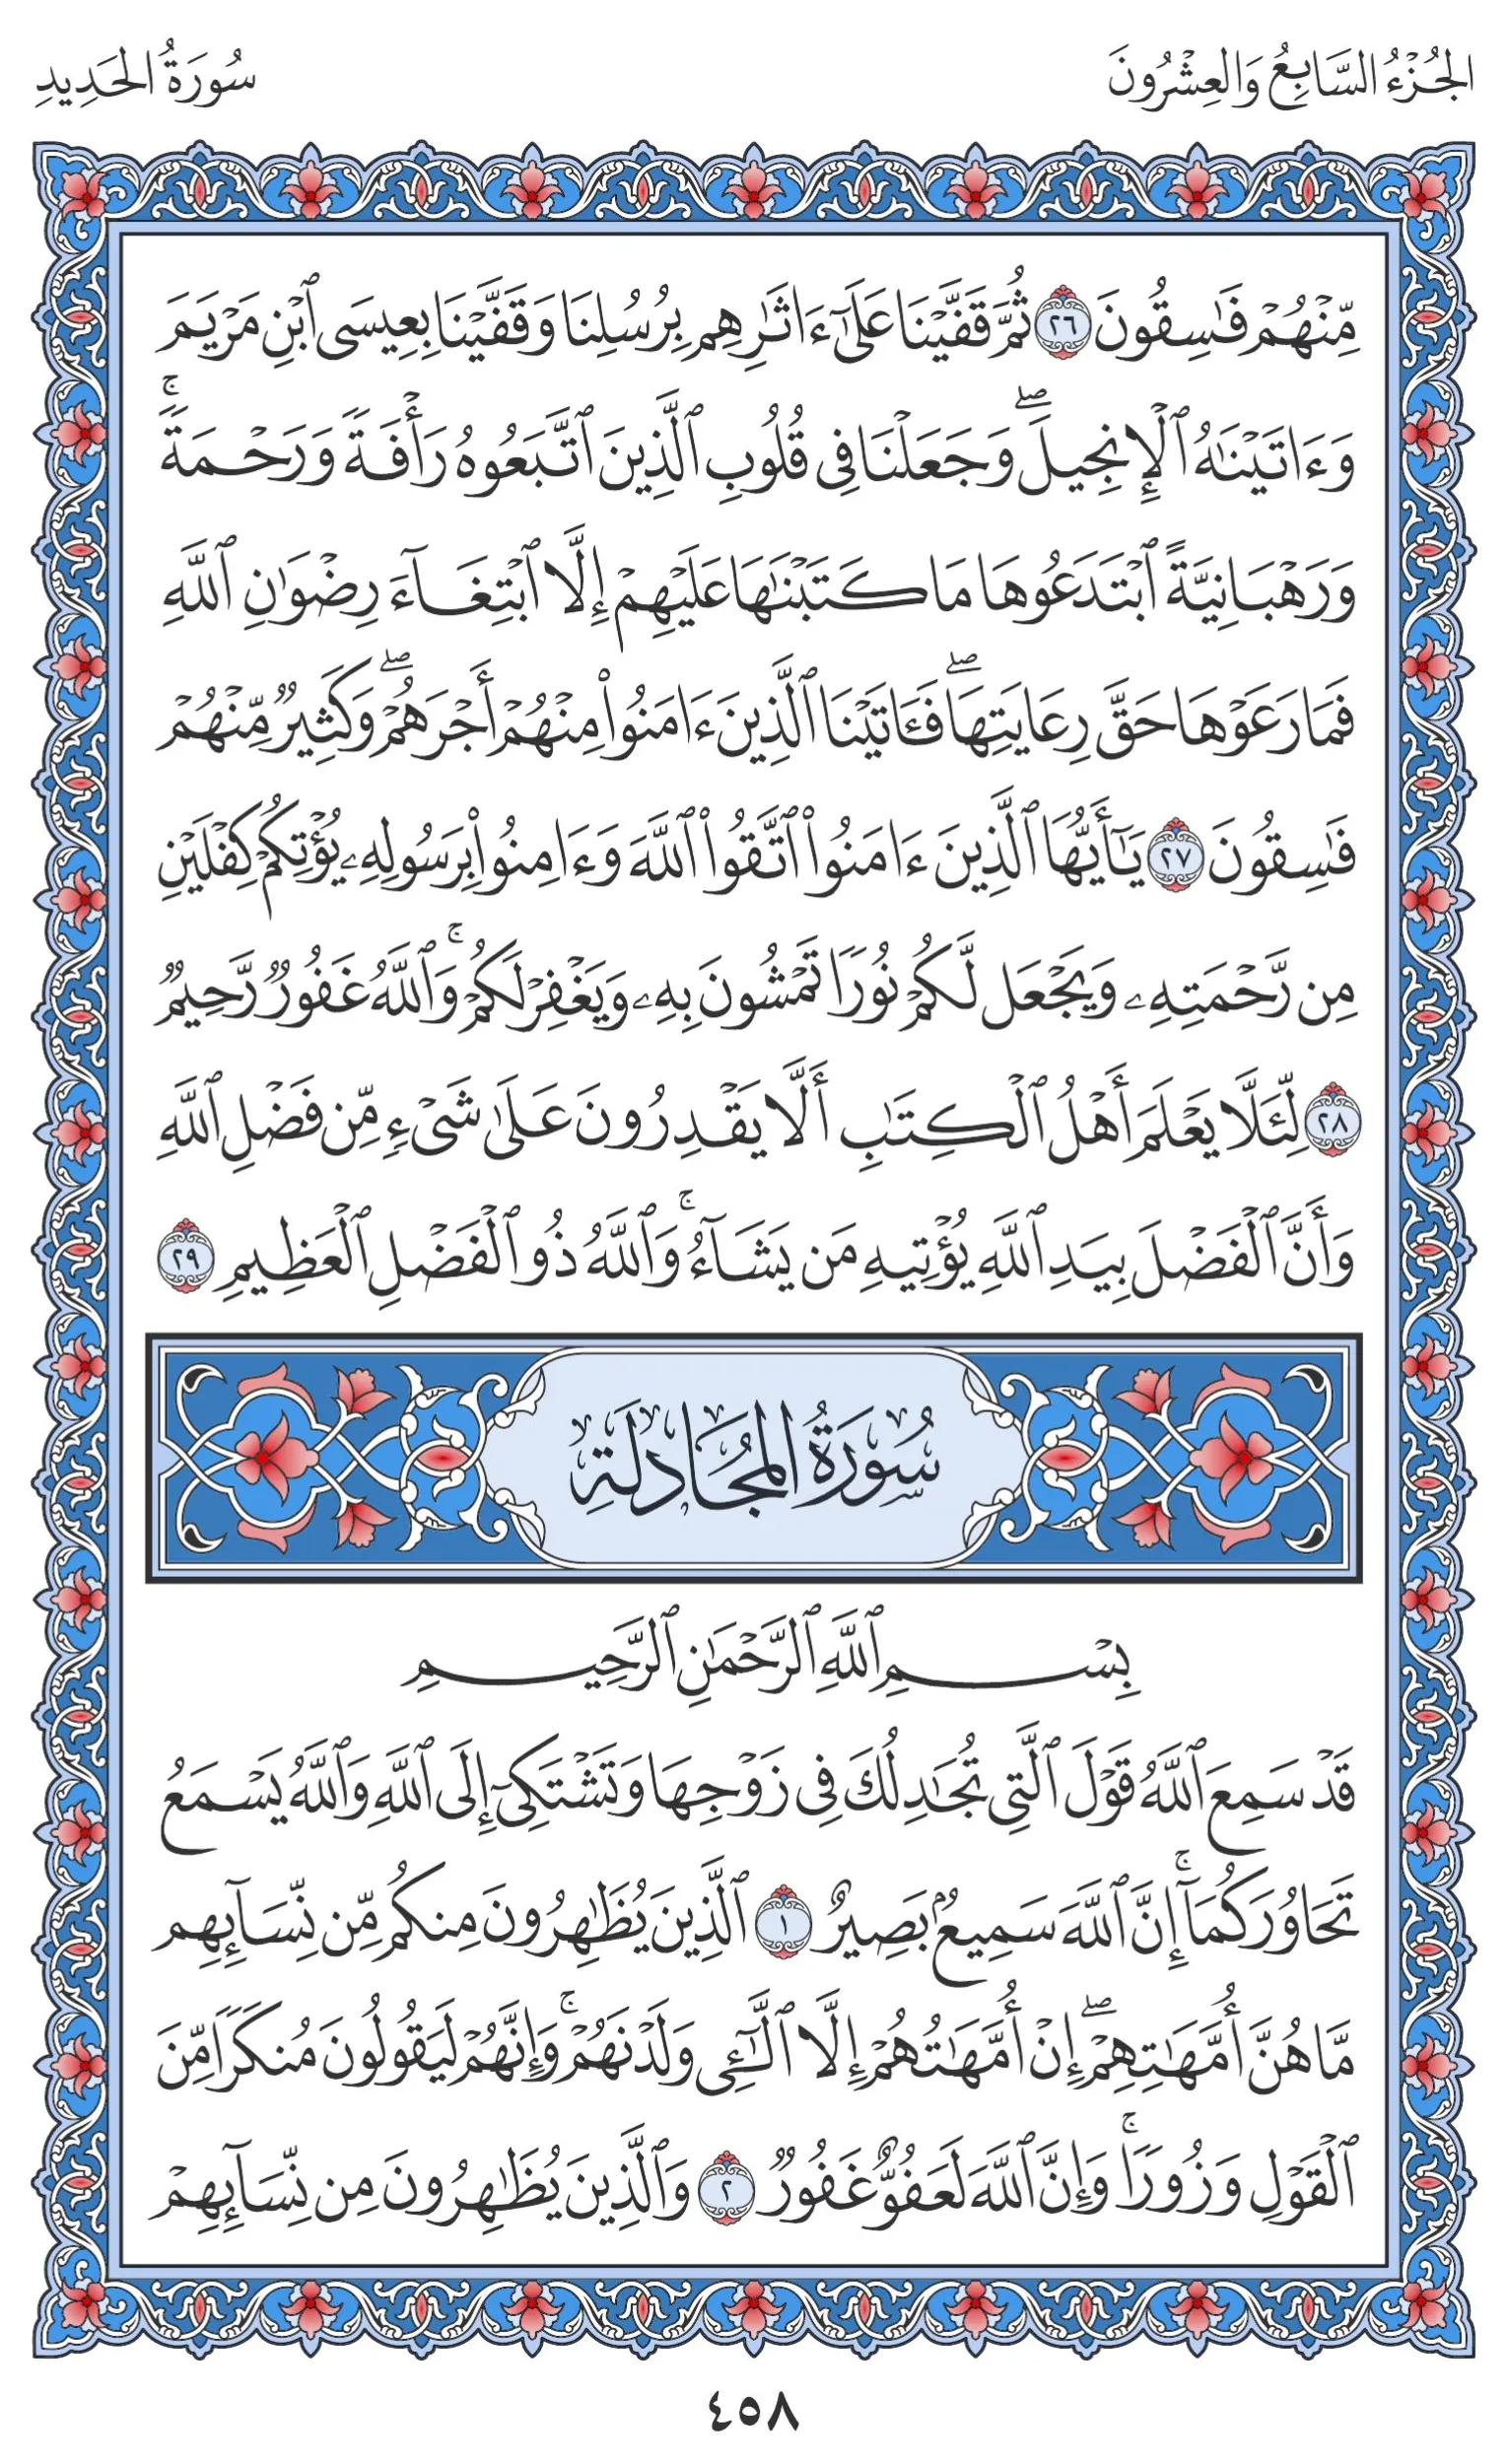 الجُزْءُ السَّابِعُ وَالعِشْرُونَ
سُورَةُ الحَدِيدِ
مِّنْهُمْ فَٰسِقُونَ ٢٦ ثُمَّ قَفَّيْنَا عَلَىٰٓ ءَاثَٰرِهِم بِرُسُلِنَا وَقَفَّيْنَا بِعِيسَى ٱبْنِ مَرْيَمَ
وَءَاتَيْنَٰهُ ٱلْإِنجِيلَۖ وَجَعَلْنَا فِى قُلُوبِ ٱلَّذِينَ ٱتَّبَعُوهُ رَأْفَةً وَرَحْمَةًۚ
وَرَهْبَانِيَّةً ٱبْتَدَعُوهَا مَا كَتَبْنَٰهَا عَلَيْهِمْ إِلَّا ٱبْتِغَآءَ رِضْوَٰنِ ٱللَّهِ
فَمَا رَعَوْهَا حَقَّ رِعَايَتِهَاۖ فَـَٔاتَيْنَا ٱلَّذِينَ ءَامَنُوا۟ مِنْهُمْ أَجْرَهُمْۖ وَكَثِيرٌ مِّنْهُمْ
فَٰسِقُونَ ٢٧ يَٰٓأَيُّهَا ٱلَّذِينَ ءَامَنُوا۟ ٱتَّقُوا۟ ٱللَّهَ وَءَامِنُوا۟ بِرَسُولِهِۦ يُؤْتِكُمْ كِفْلَيْنِ
مِن رَّحْمَتِهِۦ وَيَجْعَل لَّكُمْ نُورًا تَمْشُونَ بِهِۦ وَيَغْفِرْ لَكُمْۚ وَٱللَّهُ غَفُورٌ رَّحِيمٌ
٢٨ لِّئَلَّا يَعْلَمَ أَهْلُ ٱلْكِتَٰبِ أَلَّا يَقْدِرُونَ عَلَىٰ شَىْءٍ مِّن فَضْلِ ٱللَّهِ
وَأَنَّ ٱلْفَضْلَ بِيَدِ ٱللَّهِ يُؤْتِيهِ مَن يَشَآءُۚ وَٱللَّهُ ذُو ٱلْفَضْلِ ٱلْعَظِيمِ ٢٩
سُورَةُ المُجَادلَةِ
بِسْمِ ٱللَّهِ ٱلرَّحْمَٰنِ ٱلرَّحِيمِ
قَدْ سَمِعَ ٱللَّهُ قَوْلَ ٱلَّتِى تُجَٰدِلُكَ فِى زَوْجِهَا وَتَشْتَكِىٓ إِلَى ٱللَّهِ وَٱللَّهُ يَسْمَعُ
تَحَاوُرَكُمَآۚ إِنَّ ٱللَّهَ سَمِيعٌۢ بَصِيرٌ ١ ٱلَّذِينَ يُظَٰهِرُونَ مِنكُم مِّن نِّسَآئِهِم
مَّا هُنَّ أُمَّهَٰتِهِمْۖ إِنْ أُمَّهَٰتُهُمْ إِلَّا ٱلَّٰٓـِٔى وَلَدْنَهُمْۚ وَإِنَّهُمْ لَيَقُولُونَ مُنكَرًا مِّنَ
ٱلْقَوْلِ وَزُورًاۚ وَإِنَّ ٱللَّهَ لَعَفُوٌّ غَفُورٌ ٢ وَٱلَّذِينَ يُظَٰهِرُونَ مِن نِّسَآئِهِمْ
٤٥٨